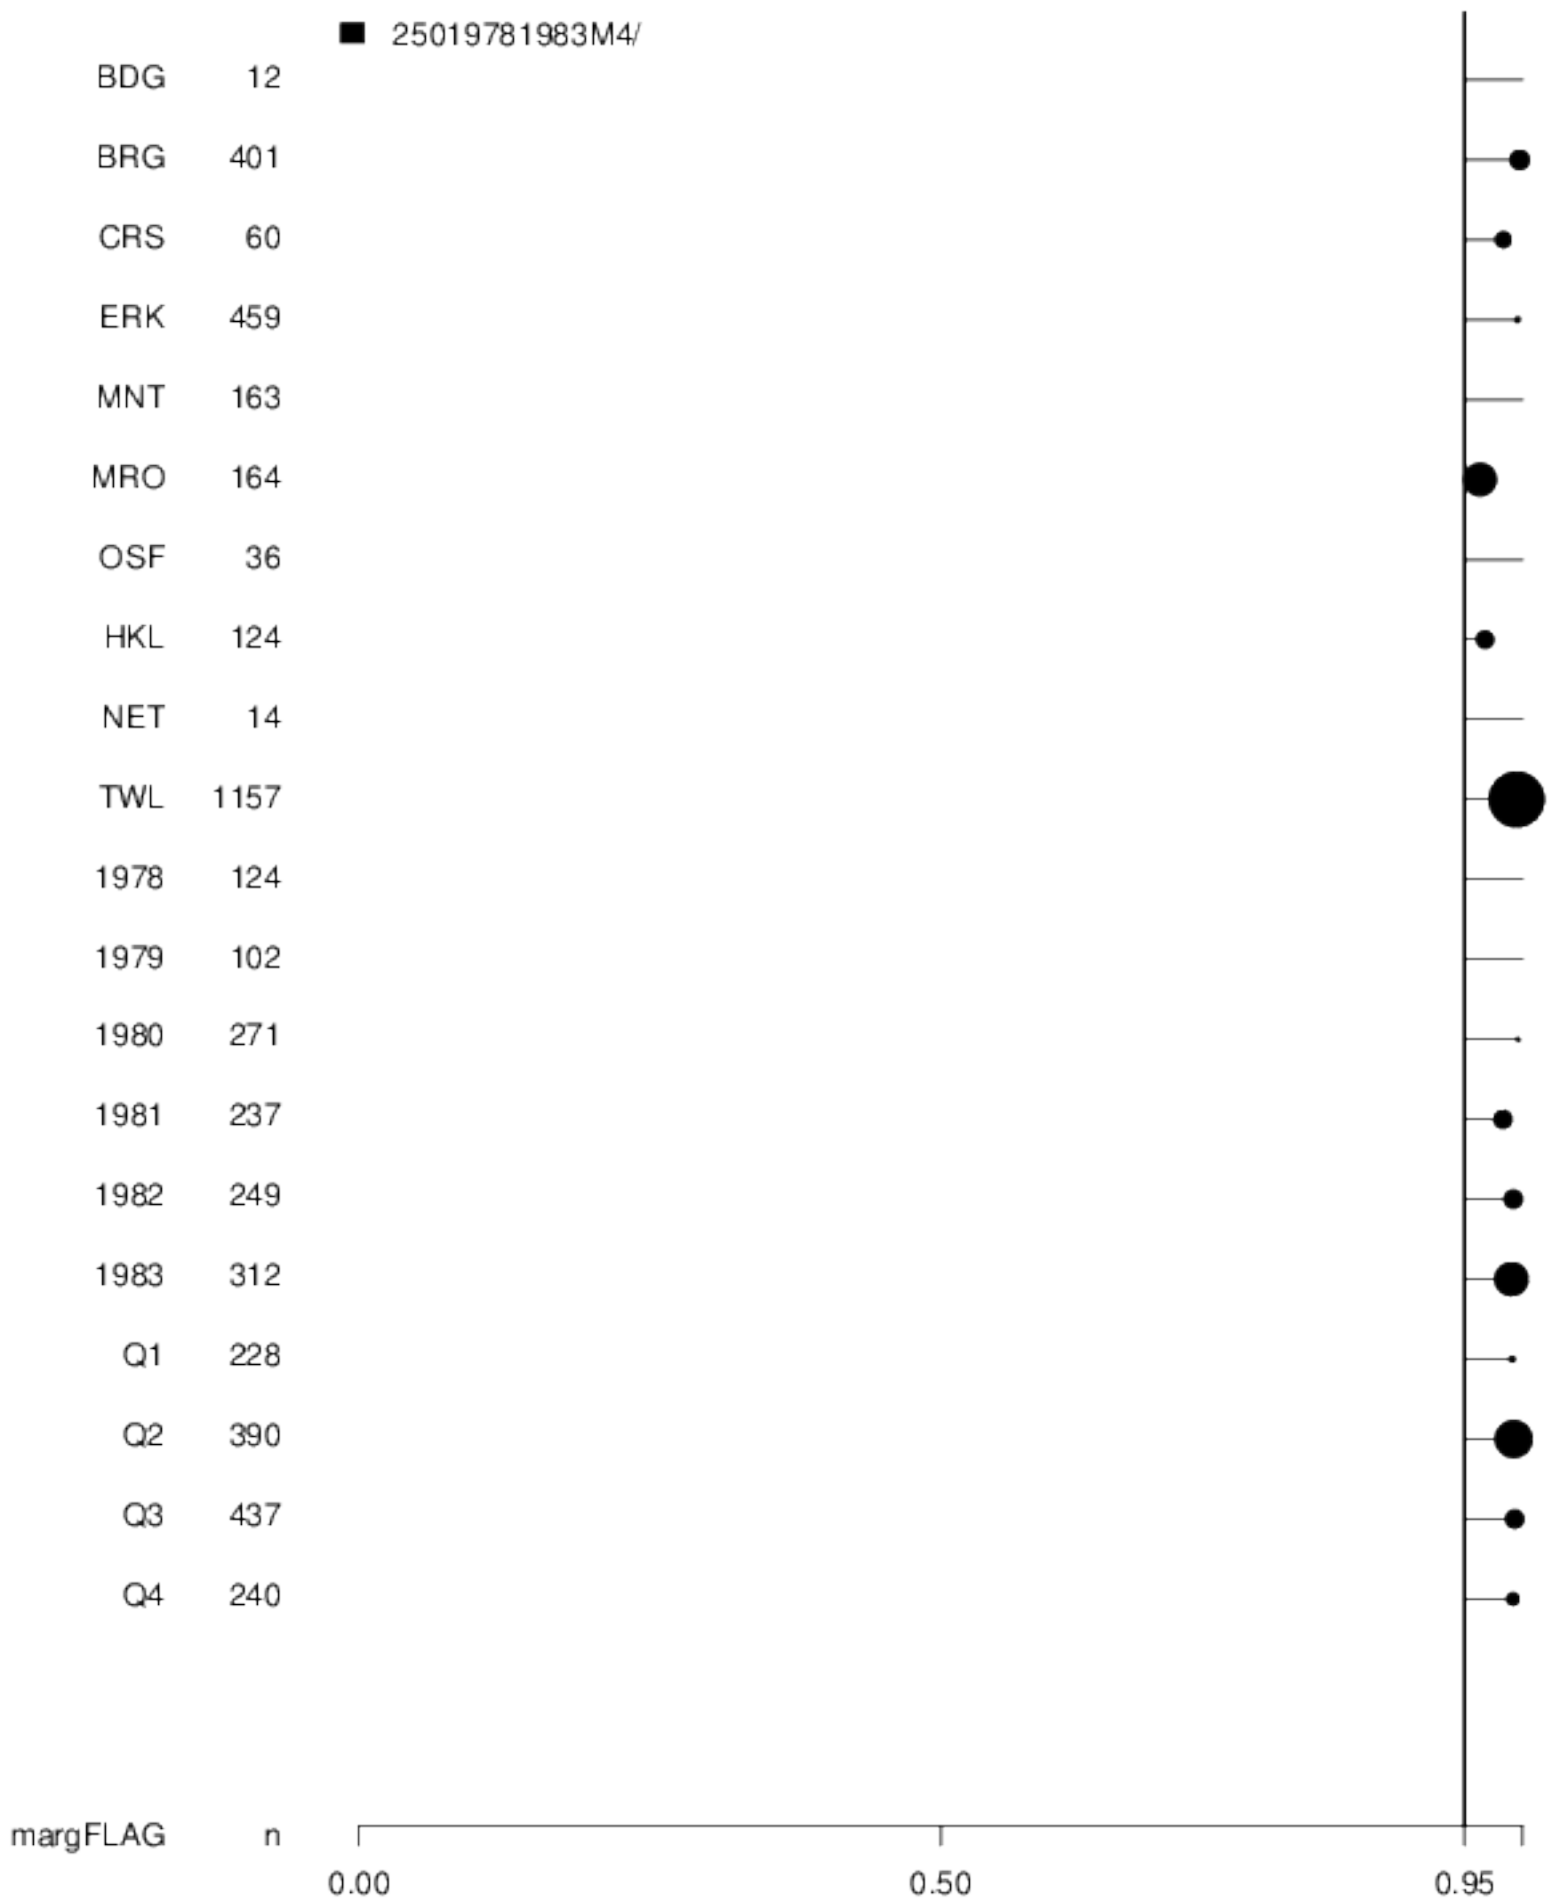 25019781983M4/
BDG 12
BRG 401
CRS 60
ERK 459
MNT 163
MRO 164
OSF 36
HKL 124
NET 14
TWL 1157
1978 124
1979 102
1980 271
1981 237
1982 249
1983 312
Q1 228
Q2 390
Q3 437
Q4 240
margFLAG n
0.00 0.50 0.95